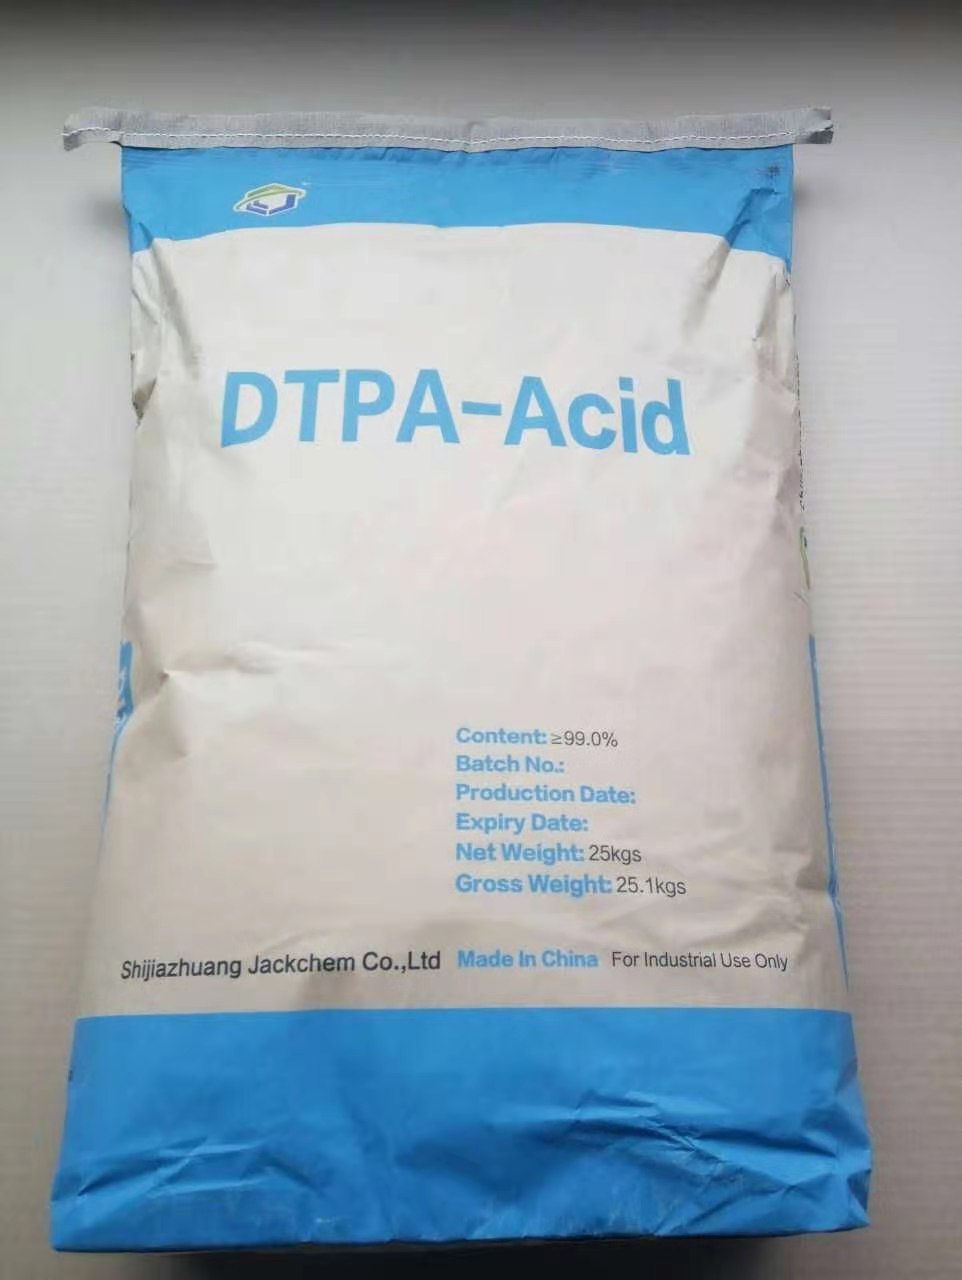 DTPA-Acid
Content: ≥99.0%
Batch No.:
Production Date:
Expiry Date:
Net Weight: 25kgs
Gross Weight: 25.1kgs
Shijiazhuang Jackchem Co.,Ltd Made In China For Industrial Use Only